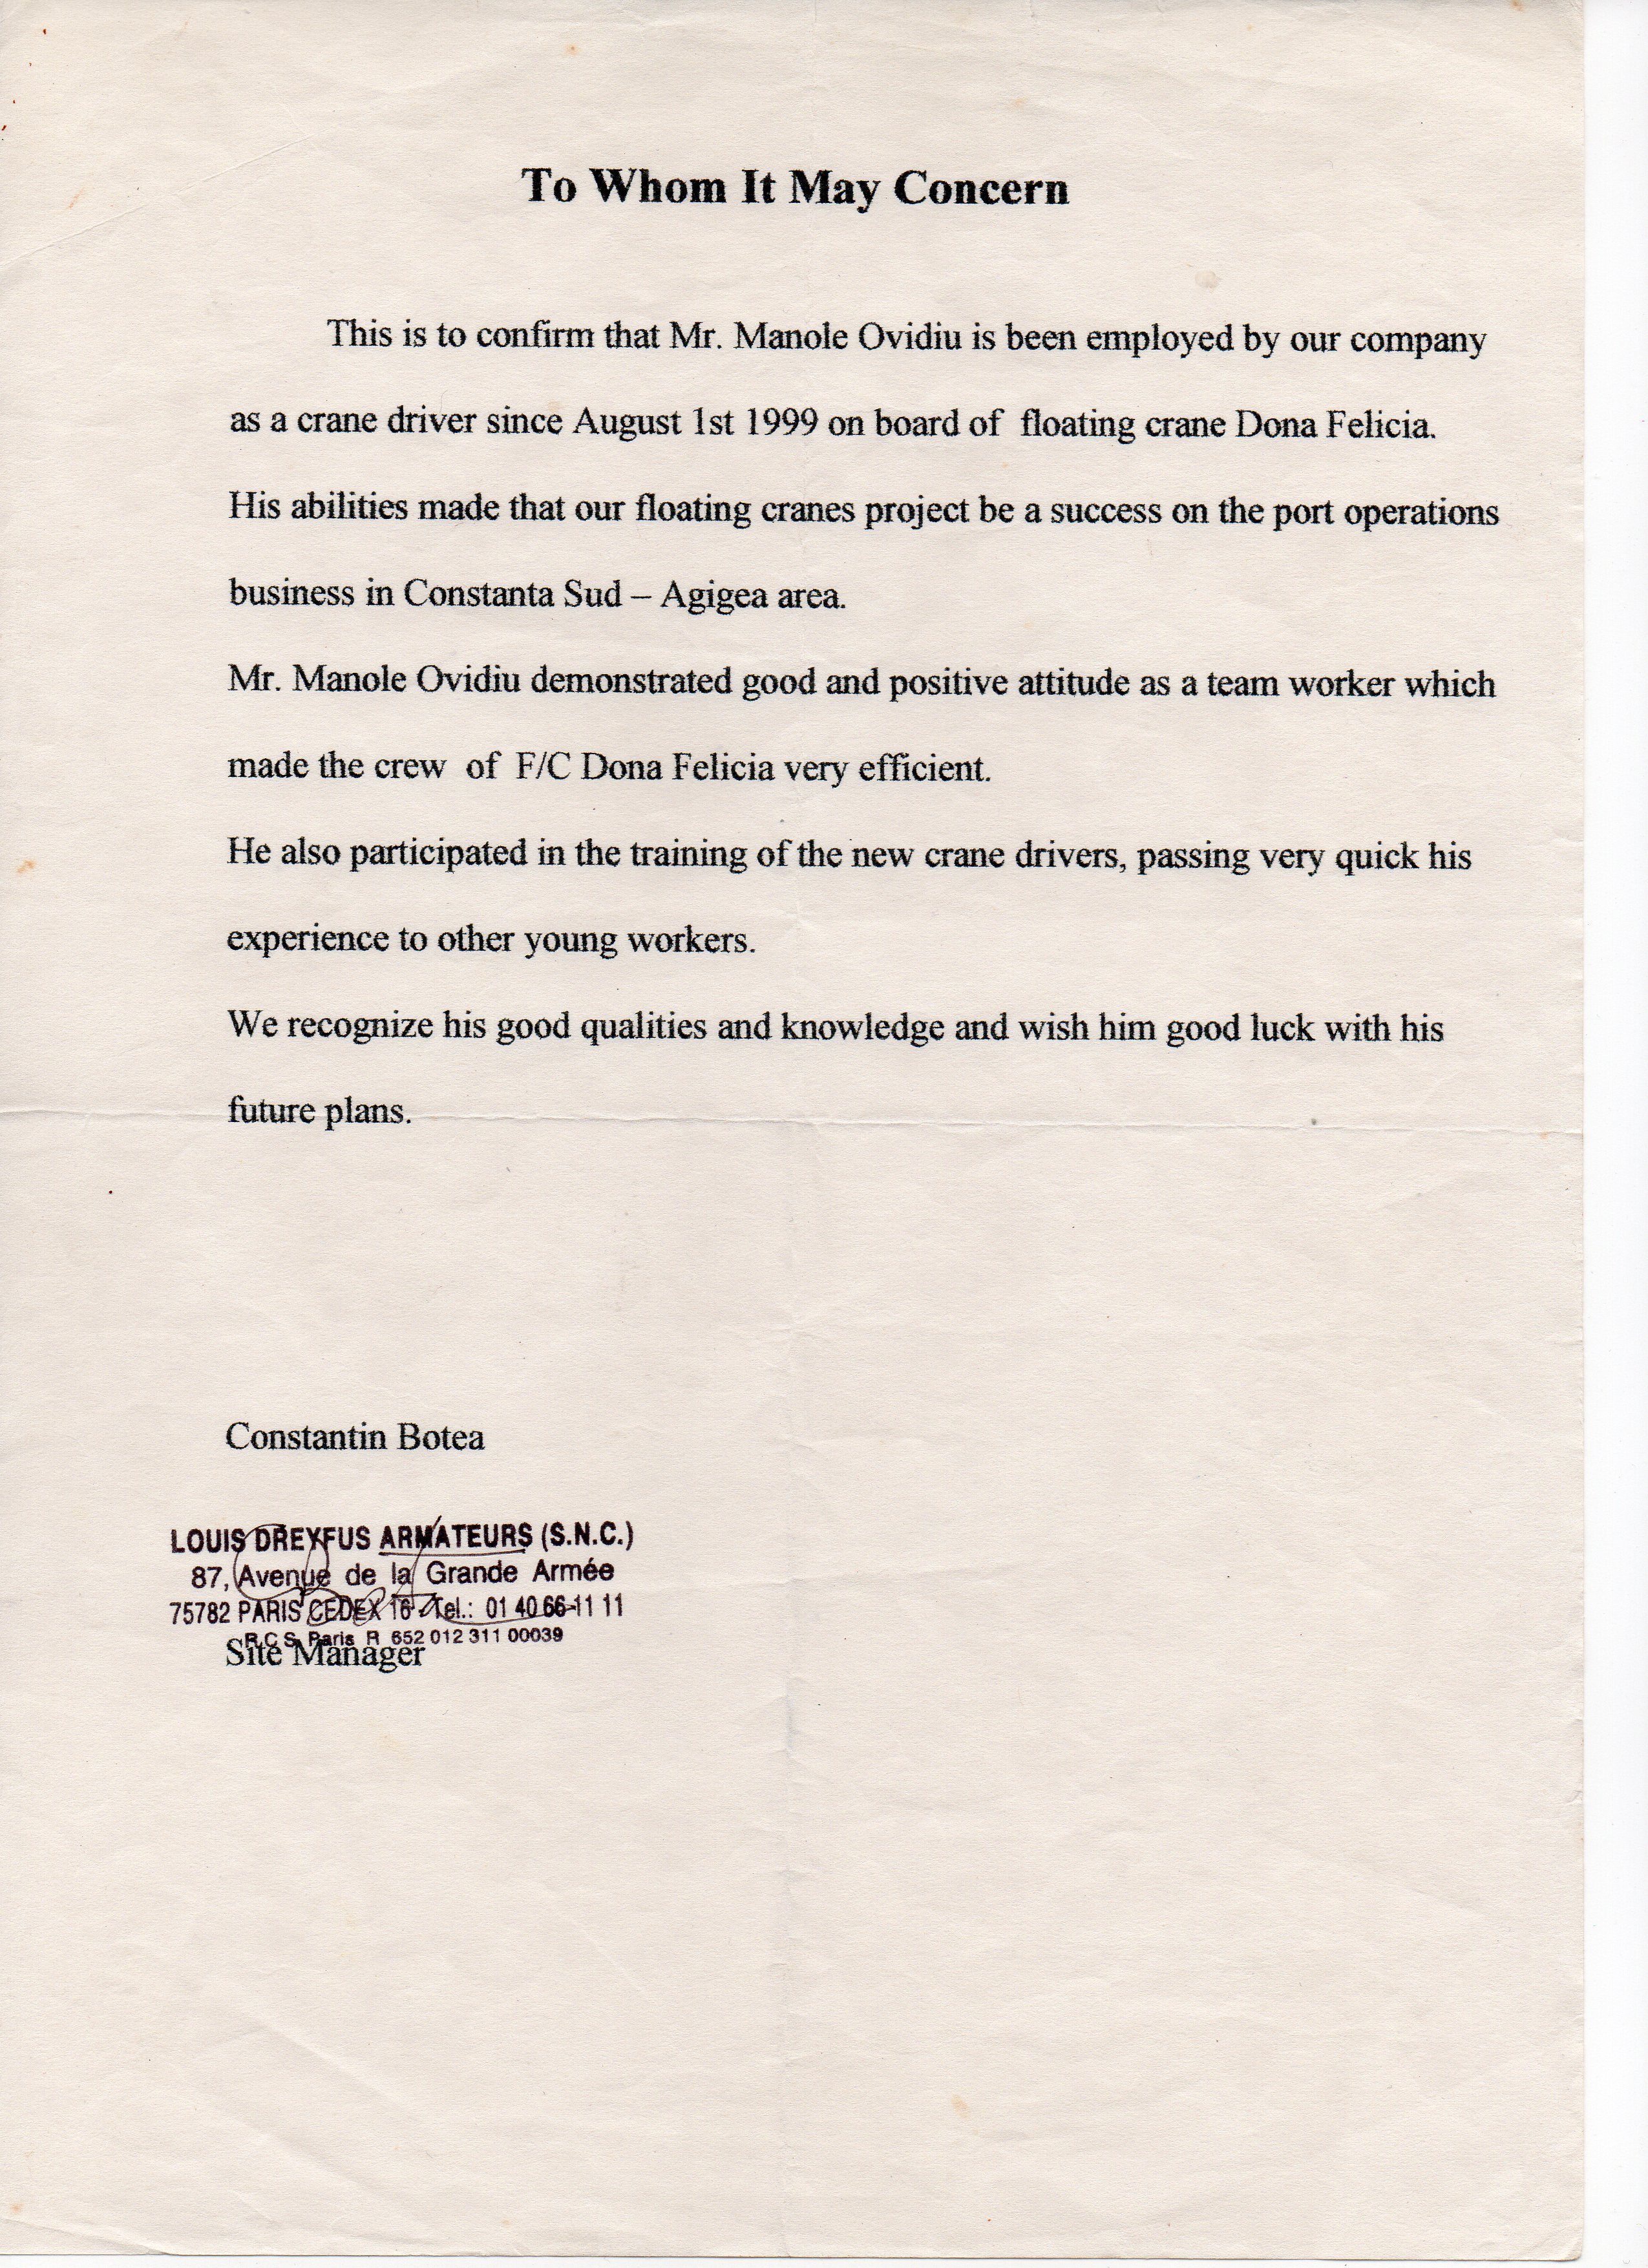 To Whom It May Concern
This is to confirm that Mr. Manole Ovidiu is been employed by our company
as a crane driver since August 1st 1999 on board of floating crane Dona Felicia.
His abilities made that our floating cranes project be a success on the port operations
business in Constanta Sud – Agigea area.
Mr. Manole Ovidiu demonstrated good and positive attitude as a team worker which
made the crew of F/C Dona Felicia very efficient.
He also participated in the training of the new crane drivers, passing very quick his
experience to other young workers.
We recognize his good qualities and knowledge and wish him good luck with his
future plans.
Constantin Botea
LOUIS DREYFUS ARMATEURS (S.N.C.)
87, Avenue de la Grande Armée
75782 PARIS CEDEX 16 - Tel.: 01 40 66 11 11
R.C.S. Paris R 652 012 311 00039
Site Manager